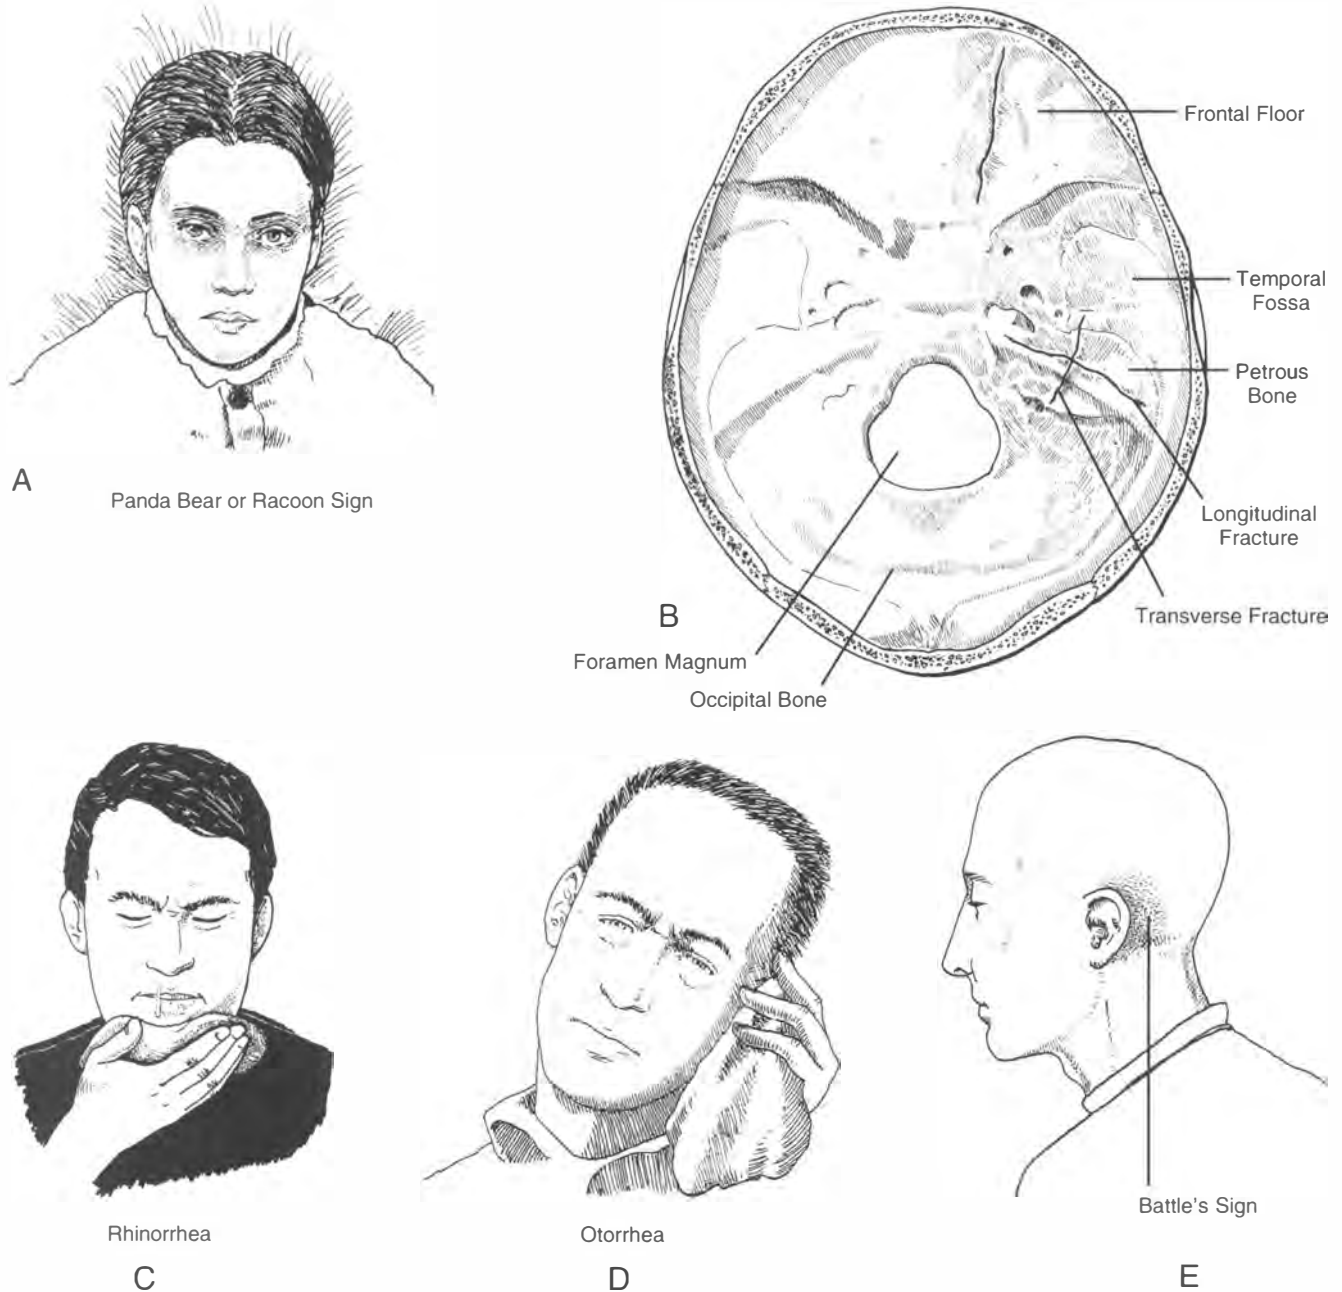 A
Panda Bear or Racoon Sign
Frontal Floor
Temporal
Fossa
Petrous
Bone
Longitudinal
Fracture
Transverse Fracture
B
Foramen Magnum
Occipital Bone
Rhinorrhea
C
Otorrhea
D
Battle's Sign
E